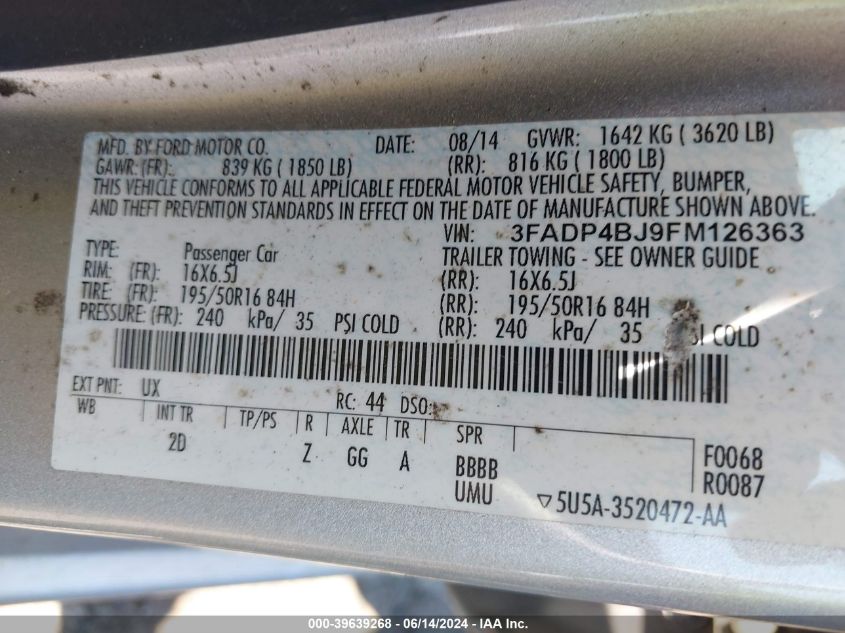 MFD. BY FORD MOTOR CO. DATE: 08/14 GVWR: 1642 KG ( 3620 LB)
GAWR: (FR): 839 KG ( 1850 LB) (RR): 816 KG ( 1800 LB)
THIS VEHICLE CONFORMS TO ALL APPLICABLE FEDERAL MOTOR VEHICLE SAFETY, BUMPER,
AND THEFT PREVENTION STANDARDS IN EFFECT ON THE DATE OF MANUFACTURE SHOWN ABOVE.
VIN: 3FADP4BJ9FM126363
TYPE: Passenger Car TRAILER TOWING - SEE OWNER GUIDE
RIM: (FR): 16X6.5J (RR): 16X6.5J
TIRE: (FR): 195/50R16 84H (RR): 195/50R16 84H
PRESSURE: (FR): 240 kPa/ 35 PSI COLD (RR): 240 kPa/ 35 PSI COLD
EXT PNT: UX RC: 44 DSO:
WB INT TR TP/PS R AXLE TR SPR
2D Z GG A BBBB F0068
UMU R0087
▽5U5A-3520472-AA
000-39639268 - 06/14/2024 - IAAI Inc.